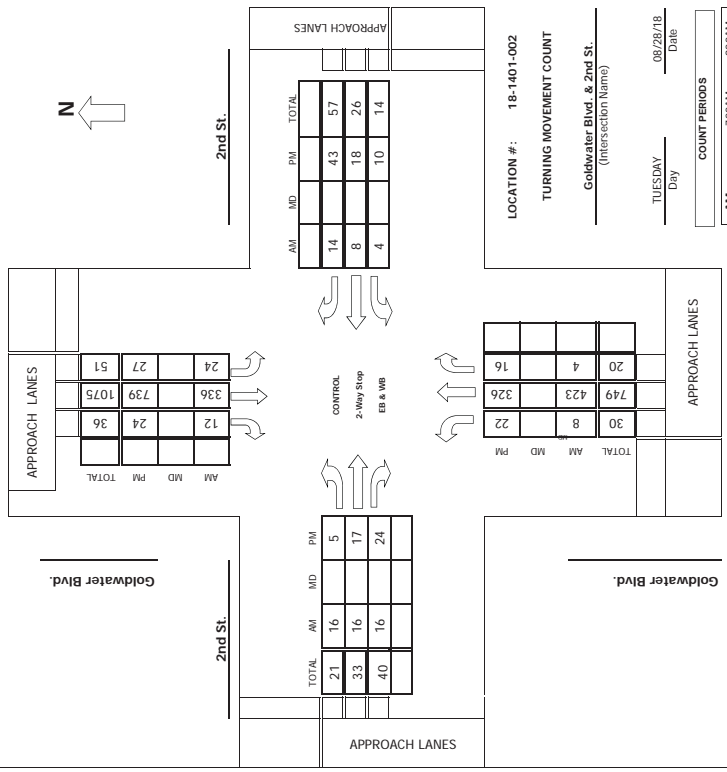 N
2nd St.
APPROACH LANES
AM MD PM TOTAL
14 43 57
8 18 26
4 10 14
LOCATION #: 18-1401-002
TURNING MOVEMENT COUNT
Goldwater Blvd. & 2nd St.
(Intersection Name)
TUESDAY 08/28/18
Day Date
COUNT PERIODS
APPROACH LANES
TOTAL PM MD AM
51 27 24
1075 739 336
36 24 12
CONTROL
2-Way Stop
EB & WB
PM MD AM TOTAL
16 4 20
326 423 749
22 8 30
APPROACH LANES
Goldwater Blvd.
2nd St.
TOTAL AM MD PM
21 16 5
33 16 17
40 16 24
APPROACH LANES
Goldwater Blvd.